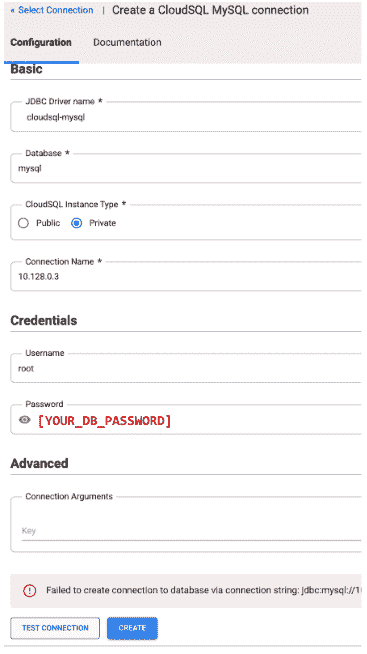 « Select Connection | Create a CloudSQL MySQL connection
Configuration Documentation
Basic
JDBC Driver name *
cloudsql-mysql
Database *
mysql
CloudSQL Instance Type *
Public Private
Connection Name *
10.128.0.3
Credentials
Username
root
Password
[YOUR_DB_PASSWORD]
Advanced
Connection Arguments
Key
Failed to create connection to database via connection string: jdbc:mysql://10
TEST CONNECTION CREATE